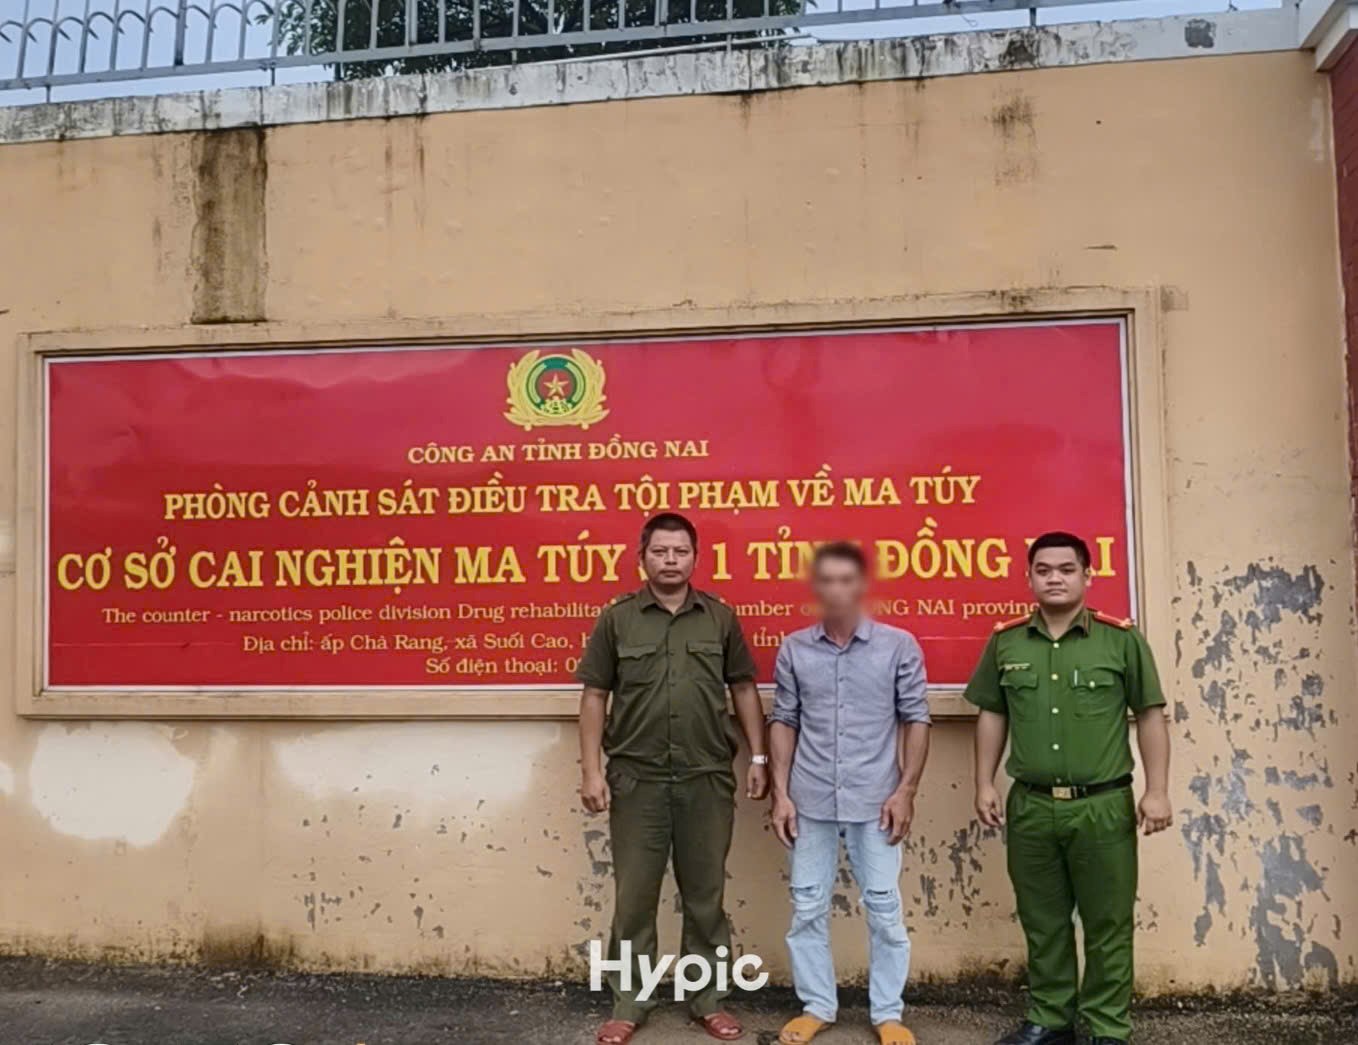 CÔNG AN TỈNH ĐỒNG NAI
PHÒNG CẢNH SÁT ĐIỀU TRA TỘI PHẠM VỀ MA TÚY
CƠ SỞ CAI NGHIỆN MA TÚY 1 TỈNH ĐỒNG NAI
The counter - narcotics police division Drug NAI
Địa chỉ: ấp Chà Rang, xã Suối Cao, tỉnh
Số điện thoại:
Hypic